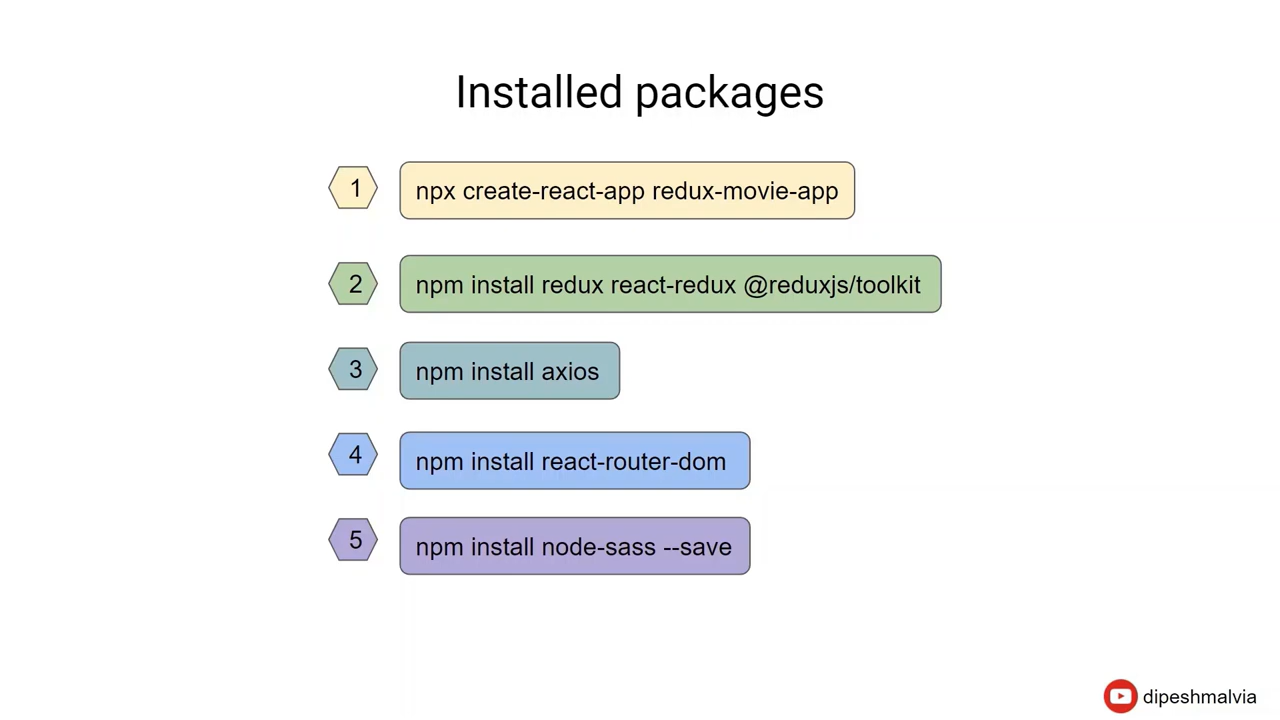 Installed packages
1 npx create-react-app redux-movie-app
2 npm install redux react-redux @reduxjs/toolkit
3 npm install axios
4 npm install react-router-dom
5 npm install node-sass --save
dipeshmalvia